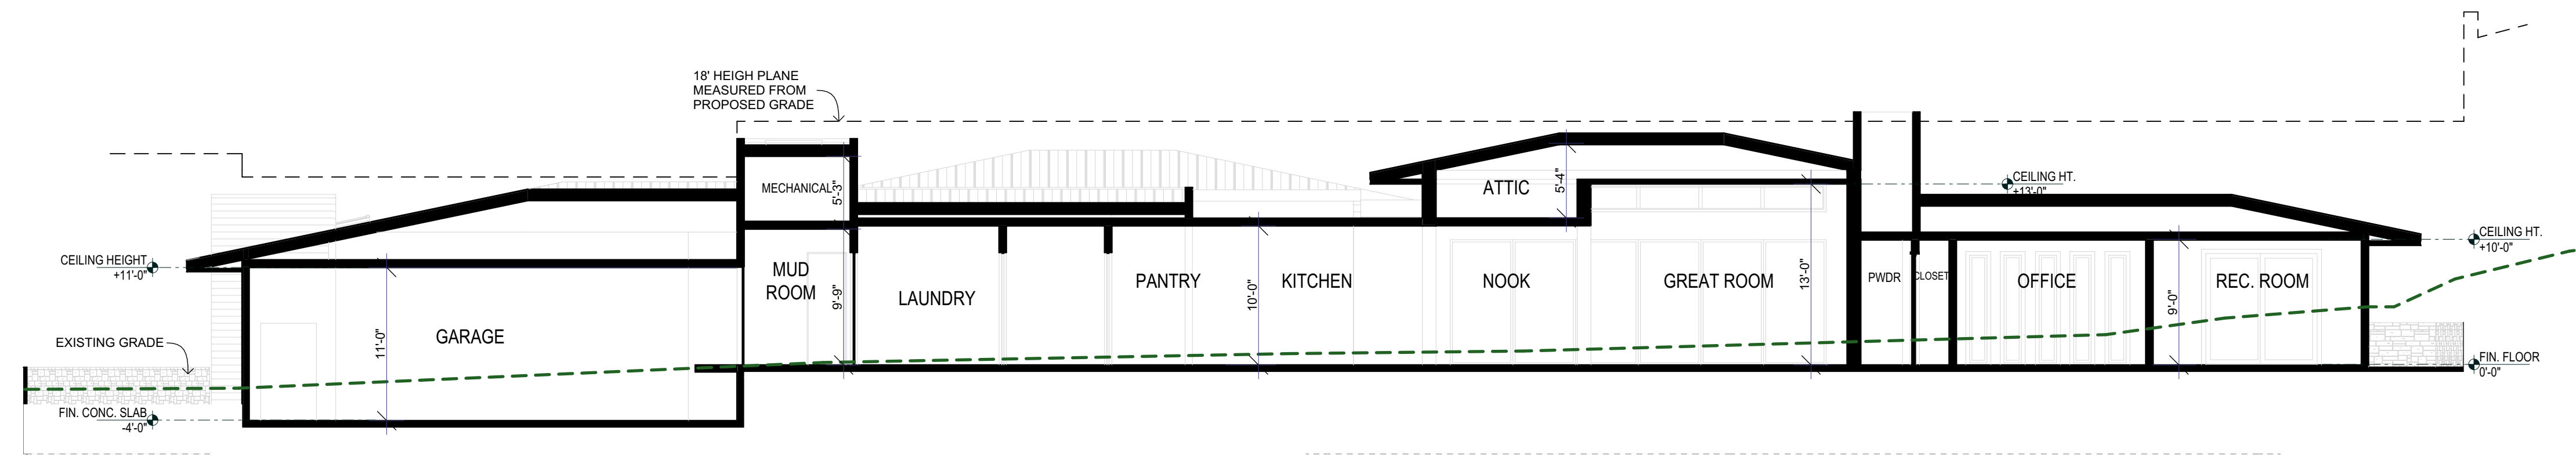 18' HEIGH PLANE
MEASURED FROM
PROPOSED GRADE
MECHANICAL
5'-3"
ATTIC
5'-4"
CEILING HT.
+13'-0"
CEILING HT.
+10'-0"
CEILING HEIGHT
+11'-0"
MUD
ROOM
9'-9"
LAUNDRY
PANTRY
10'-0"
KITCHEN
NOOK
GREAT ROOM
13'-0"
PWDR
CLOSET
OFFICE
9'-0"
REC. ROOM
EXISTING GRADE
11'-0"
GARAGE
FIN. FLOOR
0'-0"
FIN. CONC. SLAB
-4'-0"